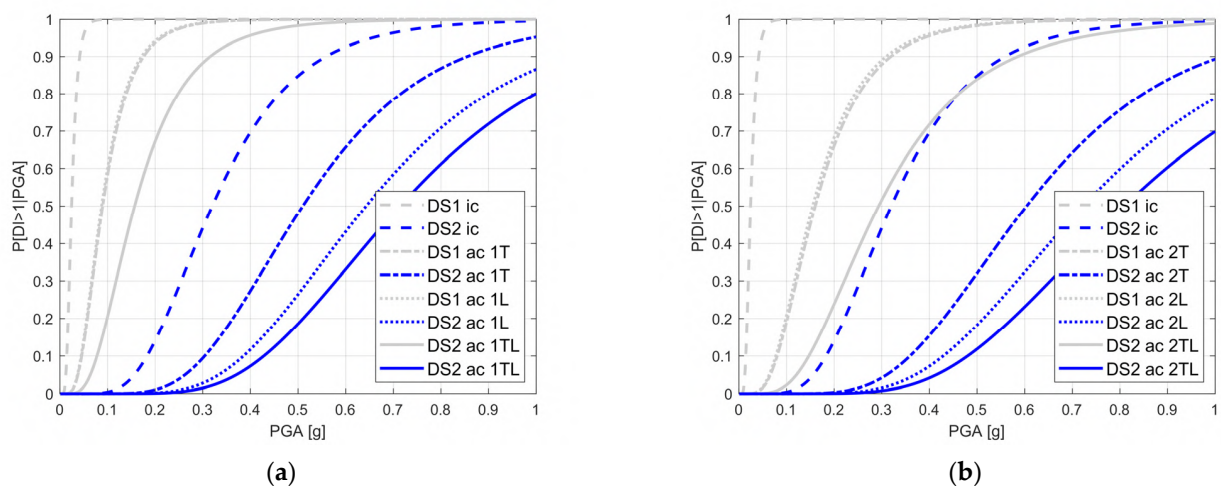 P[DI>1|PGA]
1
0.9
0.8
0.7
0.6
0.5
0.4
0.3
0.2
0.1
0
0 0.1 0.2 0.3 0.4 0.5 0.6 0.7 0.8 0.9 1
PGA [g]
DS1 ic
DS2 ic
DS1 ac 1T
DS2 ac 1T
DS1 ac 1L
DS2 ac 1L
DS2 ac 1TL
DS2 ac 1TL
(a)
P[DI>1|PGA]
1
0.9
0.8
0.7
0.6
0.5
0.4
0.3
0.2
0.1
0
0 0.1 0.2 0.3 0.4 0.5 0.6 0.7 0.8 0.9 1
PGA [g]
DS1 ic
DS2 ic
DS1 ac 2T
DS2 ac 2T
DS1 ac 2L
DS2 ac 2L
DS2 ac 2TL
DS2 ac 2TL
(b)